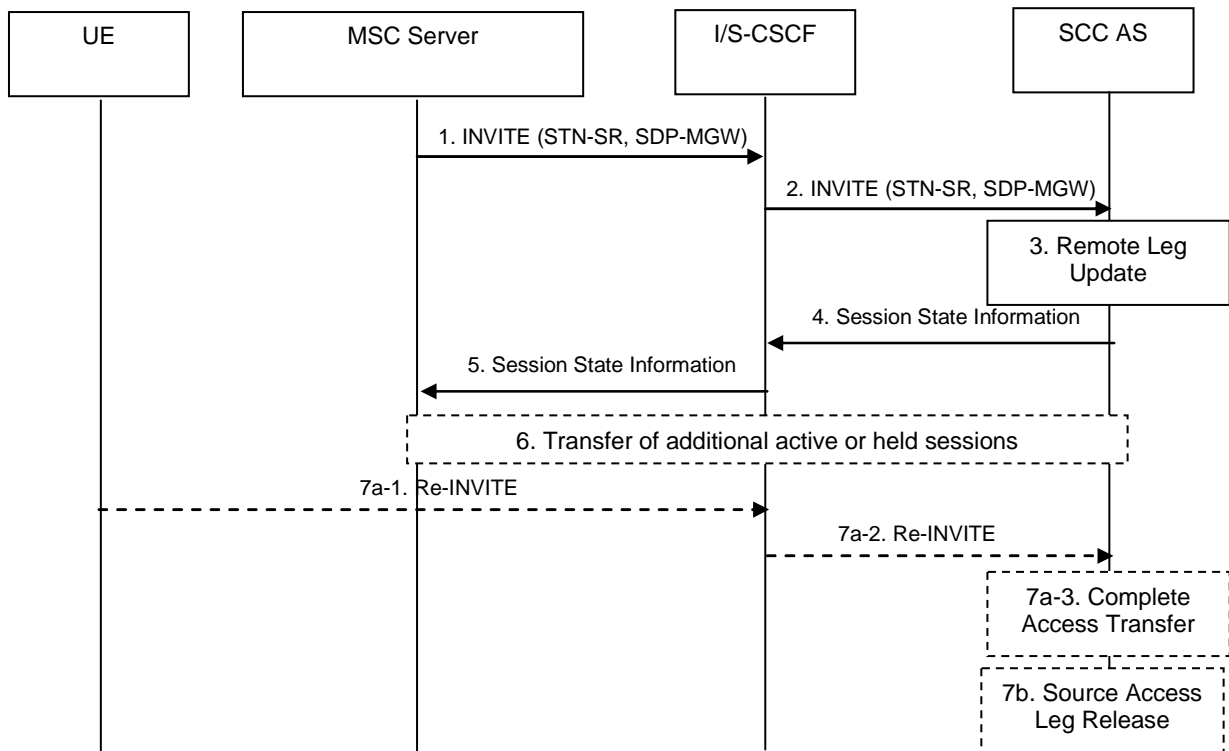 UE
MSC Server
I/S-CSCF
SCC AS
1. INVITE (STN-SR, SDP-MGW)
2. INVITE (STN-SR, SDP-MGW)
3. Remote Leg
Update
4. Session State Information
5. Session State Information
6. Transfer of additional active or held sessions
7a-1. Re-INVITE
7a-2. Re-INVITE
7a-3. Complete
Access Transfer
7b. Source Access
Leg Release